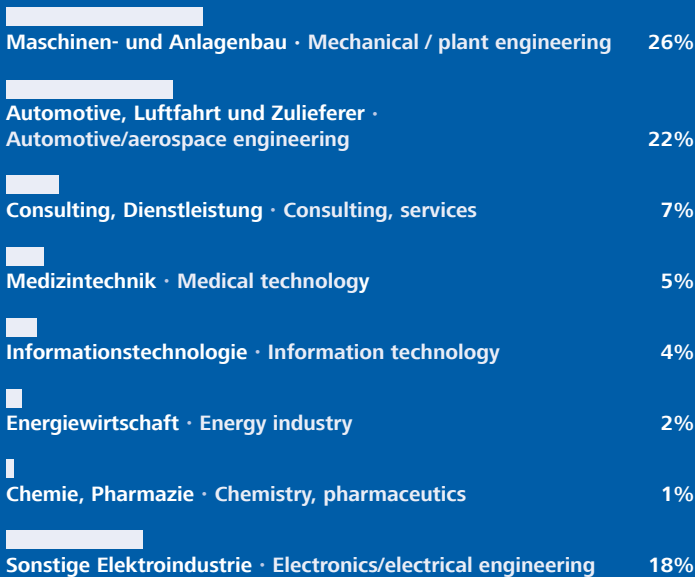 Maschinen- und Anlagenbau · Mechanical / plant engineering 26%
Automotive, Luftfahrt und Zulieferer ·
Automotive/aerospace engineering 22%
Consulting, Dienstleistung · Consulting, services 7%
Medizintechnik · Medical technology 5%
Informationstechnologie · Information technology 4%
Energiewirtschaft · Energy industry 2%
Chemie, Pharmazie · Chemistry, pharmaceutics 1%
Sonstige Elektroindustrie · Electronics/electrical engineering 18%